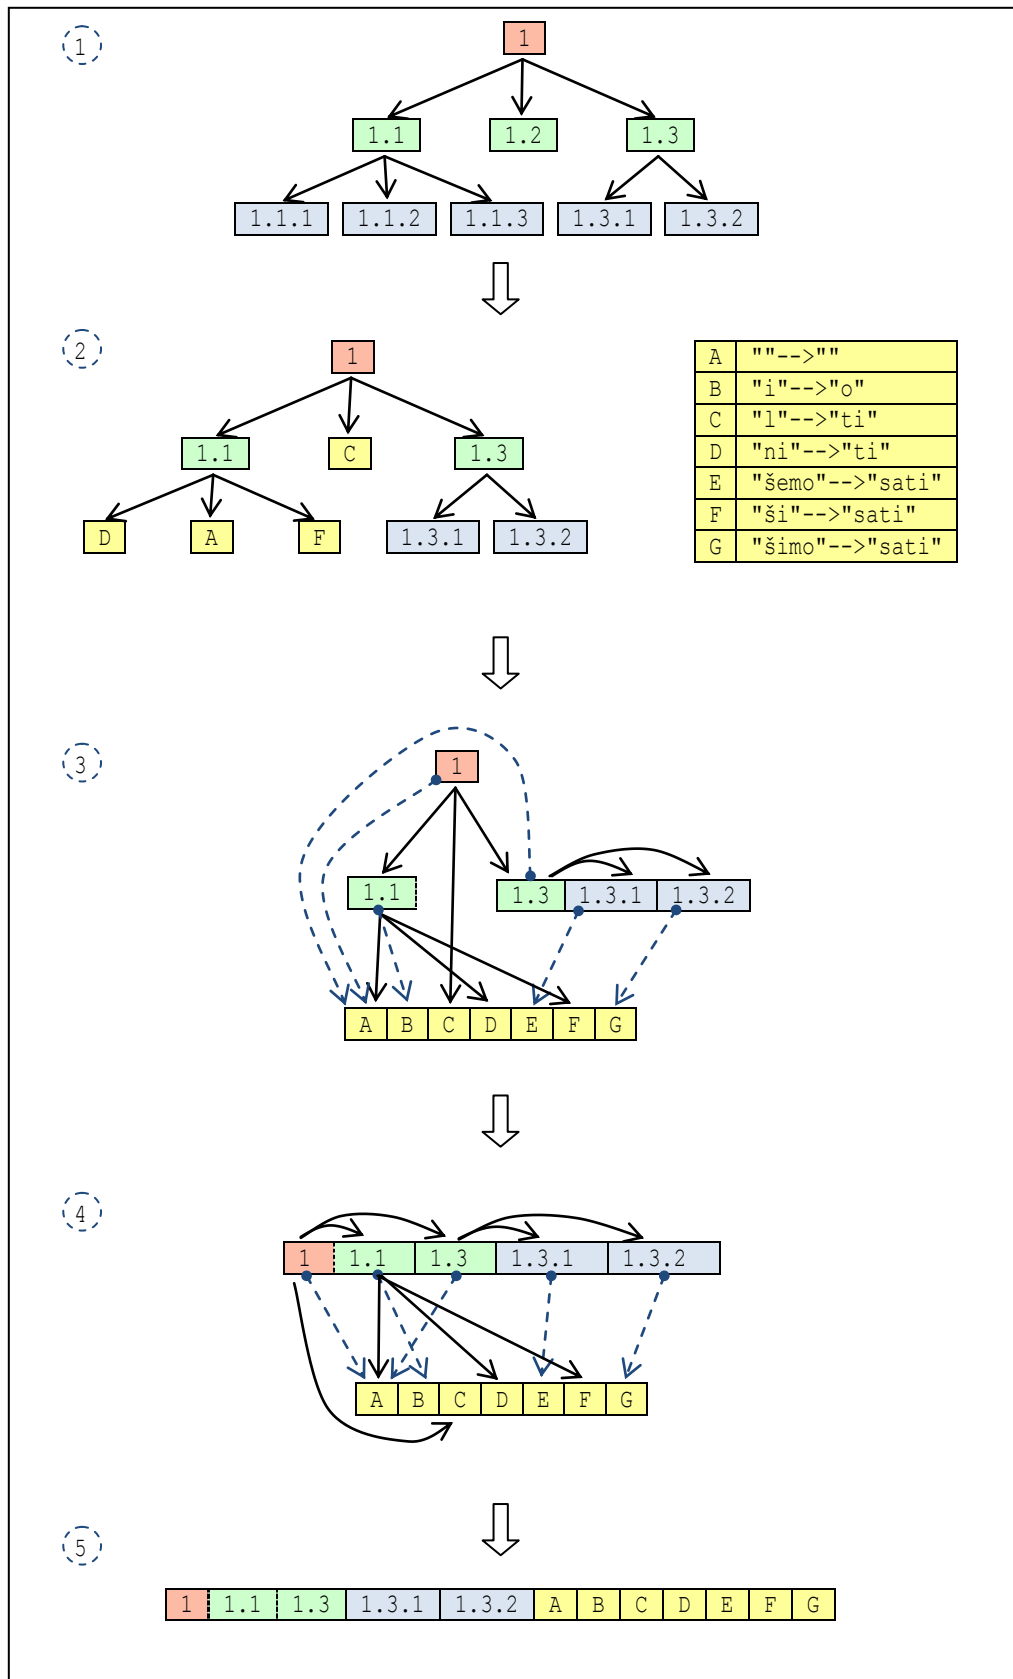 1
1
1.1 1.2 1.3
1.1.1 1.1.2 1.1.3 1.3.1 1.3.2
2
1
1.1 C 1.3
D A F 1.3.1 1.3.2
A ""-->""
B "i"-->"o"
C "l"-->"ti"
D "ni"-->"ti"
E "šemo"-->"sati"
F "ši"-->"sati"
G "šimo"-->"sati"
3
1
1.1 1.3 1.3.1 1.3.2
A B C D E F G
4
1 1.1 1.3 1.3.1 1.3.2
A B C D E F G
5
1 1.1 1.3 1.3.1 1.3.2 A B C D E F G